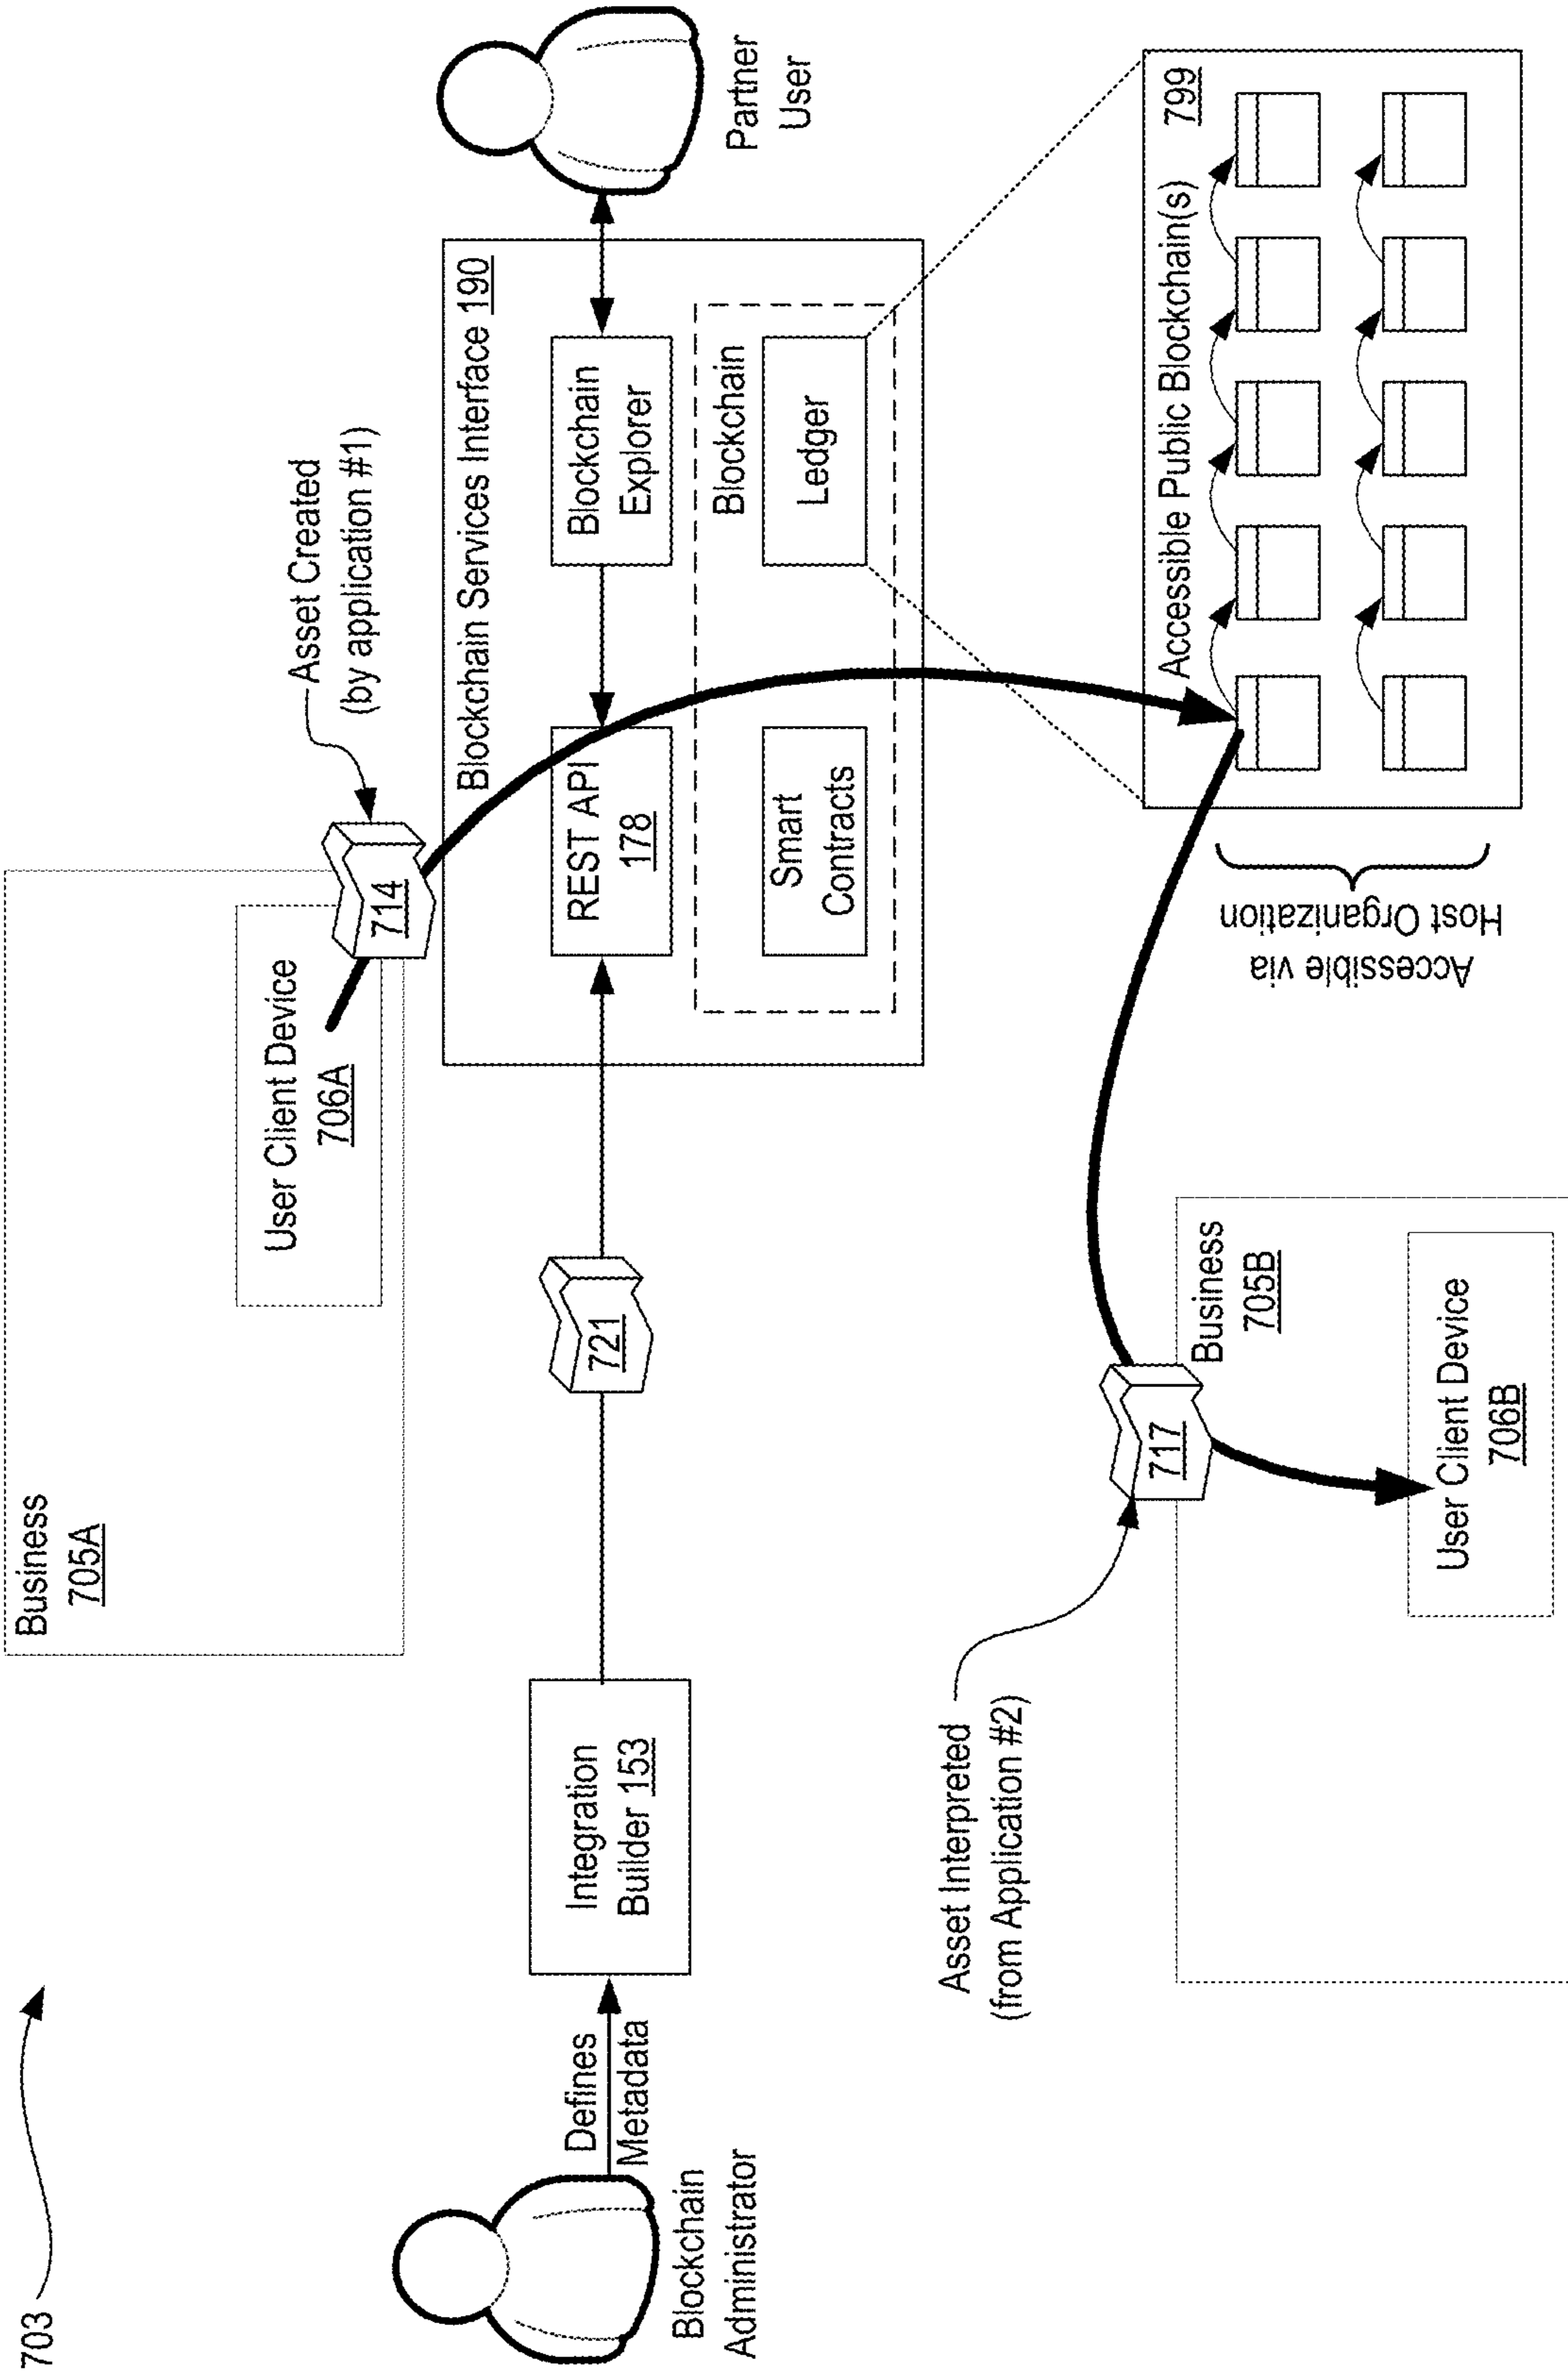 703
Business
705A
User Client Device
706A
714
Asset Created
(by application #1)
Blockchain
Administrator
Defines
Metadata
Integration
Builder 153
721
Blockchain Services Interface 190
REST API
178
Blockchain
Explorer
Blockchain
Smart
Contracts
Ledger
Partner
User
Asset Interpreted
(from Application #2)
717
Business
705B
User Client Device
706B
Accessible via
Host Organization
Accessible Public Blockchain(s) 799